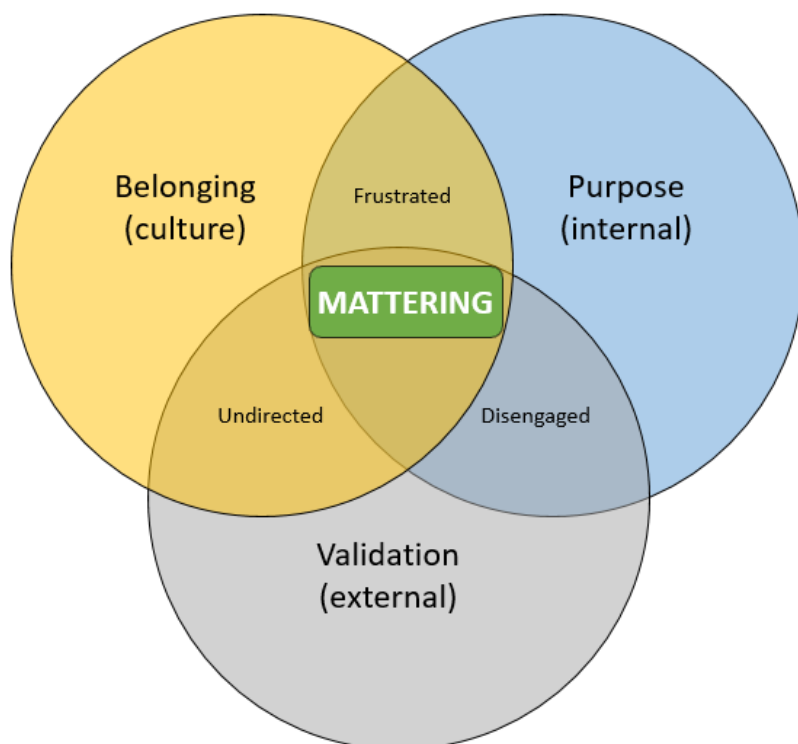 Belonging
(culture)
Frustrated
Purpose
(internal)
MATTERING
Undirected
Disengaged
Validation
(external)